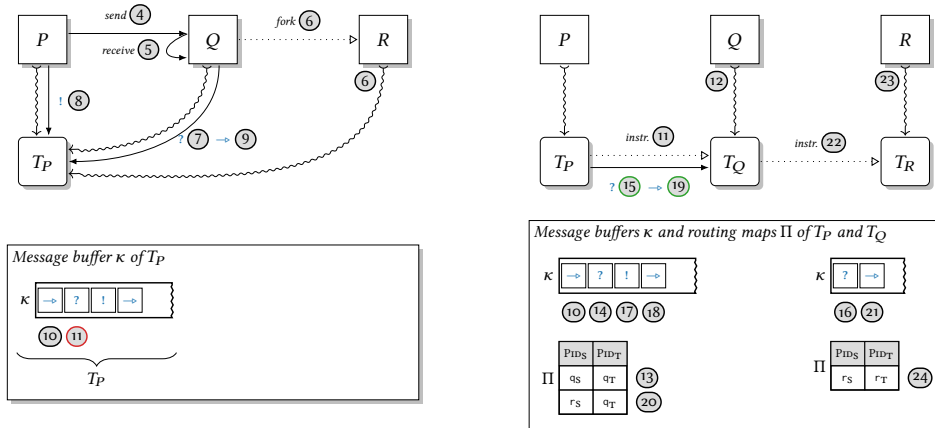 send 4
P
Q
fork 6
R
receive 5
6
! 8
? 7 → 9
T_P
Message buffer κ of T_P
κ → ? ! →
10 11
T_P
P
Q
R
12
23
instr. 11
instr. 22
T_P
T_Q
T_R
? 15 → 19
Message buffers κ and routing maps Π of T_P and T_Q
κ → ? ! →
κ ? →
10 14 17 18
16 21
PID_S PID_T
PID_S PID_T
Π q_S q_T 13
Π r_S r_T 24
r_S q_T 20